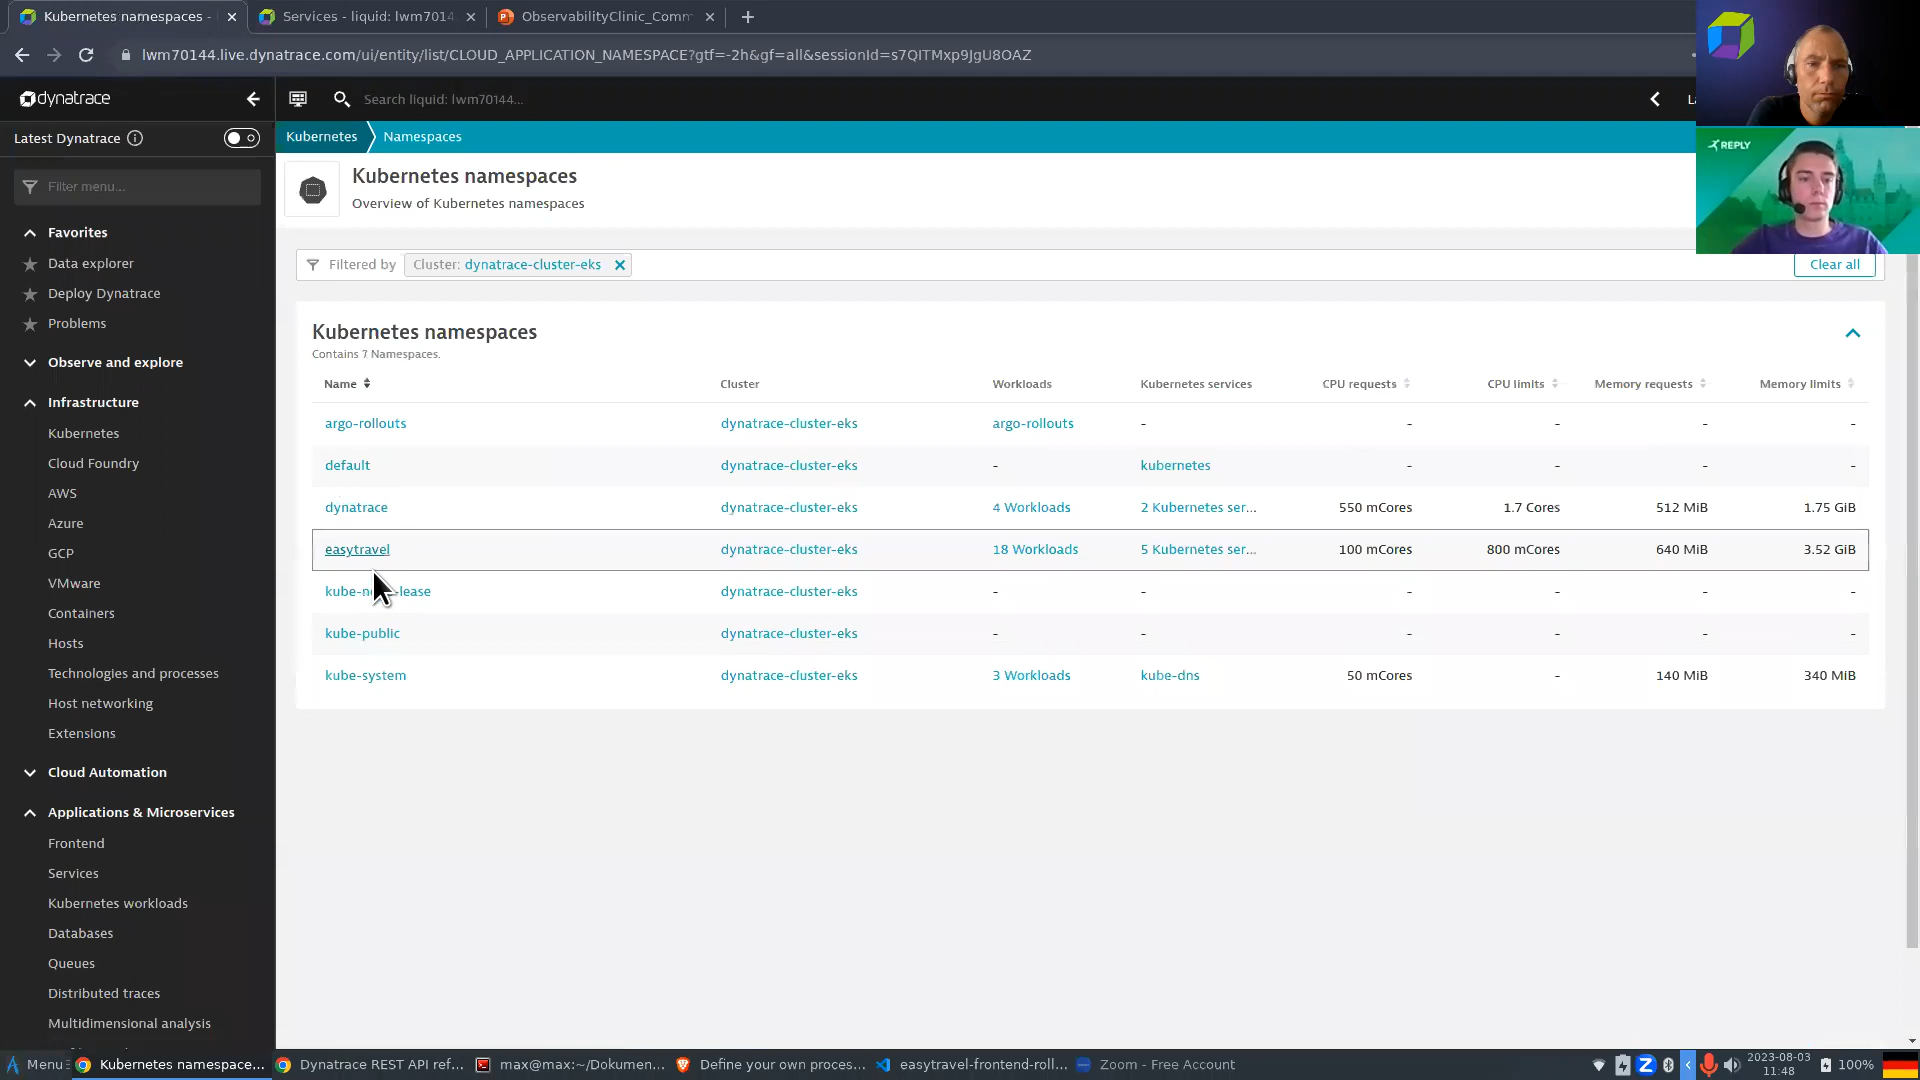 Kubernetes namespaces -
Services - liquid: lwm7014
ObservabilityClinic_Comm
lwm70144.live.dynatrace.com/ui/entity/list/CLOUD_APPLICATION_NAMESPACE?gtf=-2h&gf=all&sessionId=s7QITMxp9JgU8OAZ
dynatrace
Search liquid: lwm70144...
Latest Dynatrace
Kubernetes
Namespaces
REPLY
Filter menu...
Kubernetes namespaces
Overview of Kubernetes namespaces
Favorites
Data explorer
Deploy Dynatrace
Problems
Observe and explore
Infrastructure
Kubernetes
Cloud Foundry
AWS
Azure
GCP
VMware
Containers
Hosts
Technologies and processes
Host networking
Extensions
Cloud Automation
Applications & Microservices
Frontend
Services
Kubernetes workloads
Databases
Queues
Distributed traces
Multidimensional analysis
Filtered by Cluster: dynatrace-cluster-eks
Clear all
Kubernetes namespaces
Contains 7 Namespaces.
Name Cluster Workloads Kubernetes services CPU requests CPU limits Memory requests Memory limits
argo-rollouts dynatrace-cluster-eks argo-rollouts - - - - -
default dynatrace-cluster-eks - kubernetes - - - -
dynatrace dynatrace-cluster-eks 4 Workloads 2 Kubernetes ser... 550 mCores 1.7 Cores 512 MiB 1.75 GiB
easytravel dynatrace-cluster-eks 18 Workloads 5 Kubernetes ser... 100 mCores 800 mCores 640 MiB 3.52 GiB
kube-n lease dynatrace-cluster-eks - - - - - -
kube-public dynatrace-cluster-eks - - - - - -
kube-system dynatrace-cluster-eks 3 Workloads kube-dns 50 mCores - 140 MiB 340 MiB
Menu
Kubernetes namespace...
Dynatrace REST API ref...
max@max:~/Dokumen...
Define your own proces...
easytravel-frontend-roll...
Zoom - Free Account
2023-08-03
11:48
100%